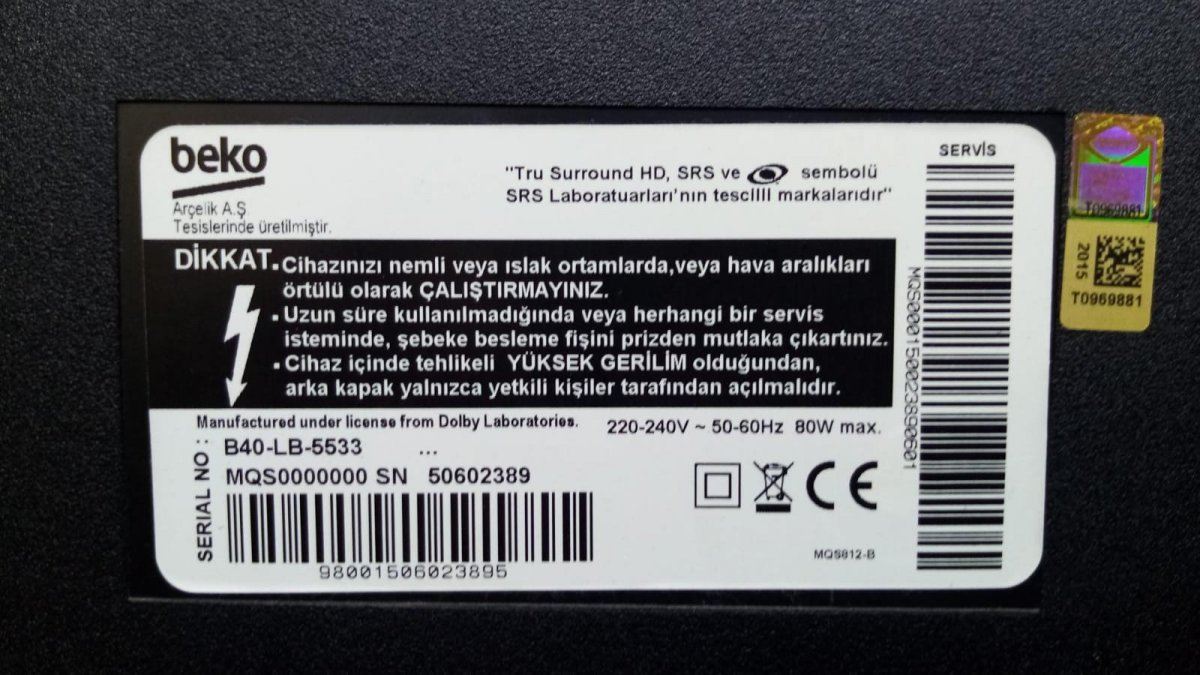 beko
Arçelik A.Ş
Tesislerinde üretilmiştir.
"Tru Surround HD, SRS ve sembolü
SRS Laboratuarları'nın tescilli markalarıdır"
DİKKAT
• Cihazınızı nemli veya ıslak ortamlarda,veya hava aralıkları
örtülü olarak ÇALIŞTIRMAYINIZ.
• Uzun süre kullanılmadığında veya herhangi bir servis
isteminde, şebeke besleme fişini prizden mutlaka çıkartınız.
• Cihaz içinde tehlikeli YÜKSEK GERİLİM olduğundan,
arka kapak yalnızca yetkili kişiler tarafından açılmalıdır.
Manufactured under license from Dolby Laboratories.
220-240V ~ 50-60Hz 80W max.
SERIAL NO :
B40-LB-5533 ...
MQS0000000 SN 50602389
98001506023895
CE
MQS812-B
SERVİS
T0969881
2015
T0969881